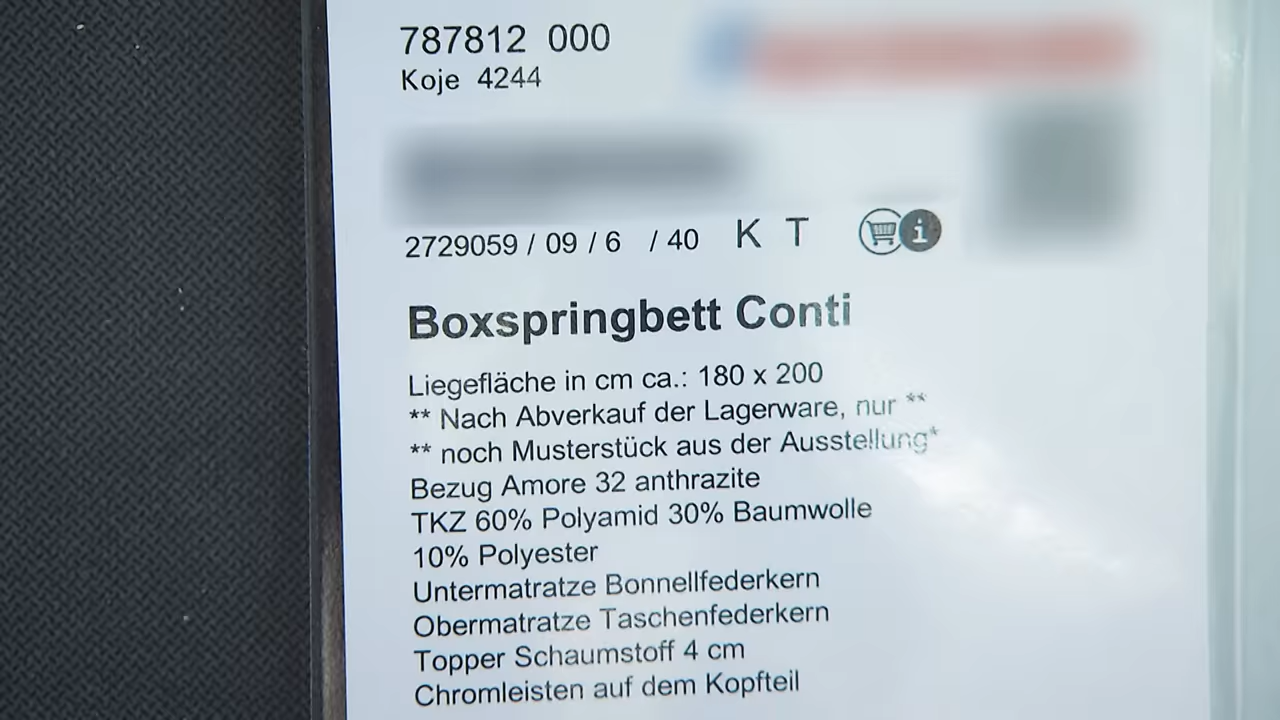 787812 000
Koje 4244
2729059 / 09 / 6 / 40 K T
i
Boxspringbett Conti
Liegefläche in cm ca.: 180 x 200
** Nach Abverkauf der Lagerware, nur **
** noch Musterstück aus der Ausstellung*
Bezug Amore 32 anthrazite
TKZ 60% Polyamid 30% Baumwolle
10% Polyester
Untermatratze Bonnellfederkern
Obermatratze Taschenfederkern
Topper Schaumstoff 4 cm
Chromleisten auf dem Kopfteil